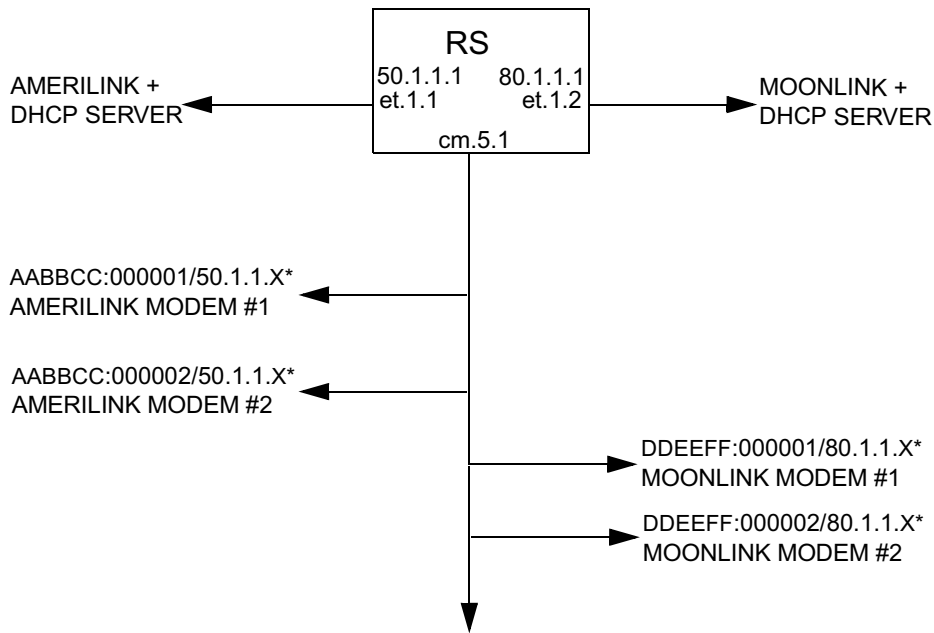 RS
50.1.1.1 80.1.1.1
et.1.1 et.1.2
cm.5.1
AMERILINK +
DHCP SERVER
MOONLINK +
DHCP SERVER
AABBCC:000001/50.1.1.X*
AMERILINK MODEM #1
AABBCC:000002/50.1.1.X*
AMERILINK MODEM #2
DDEEFF:000001/80.1.1.X*
MOONLINK MODEM #1
DDEEFF:000002/80.1.1.X*
MOONLINK MODEM #2